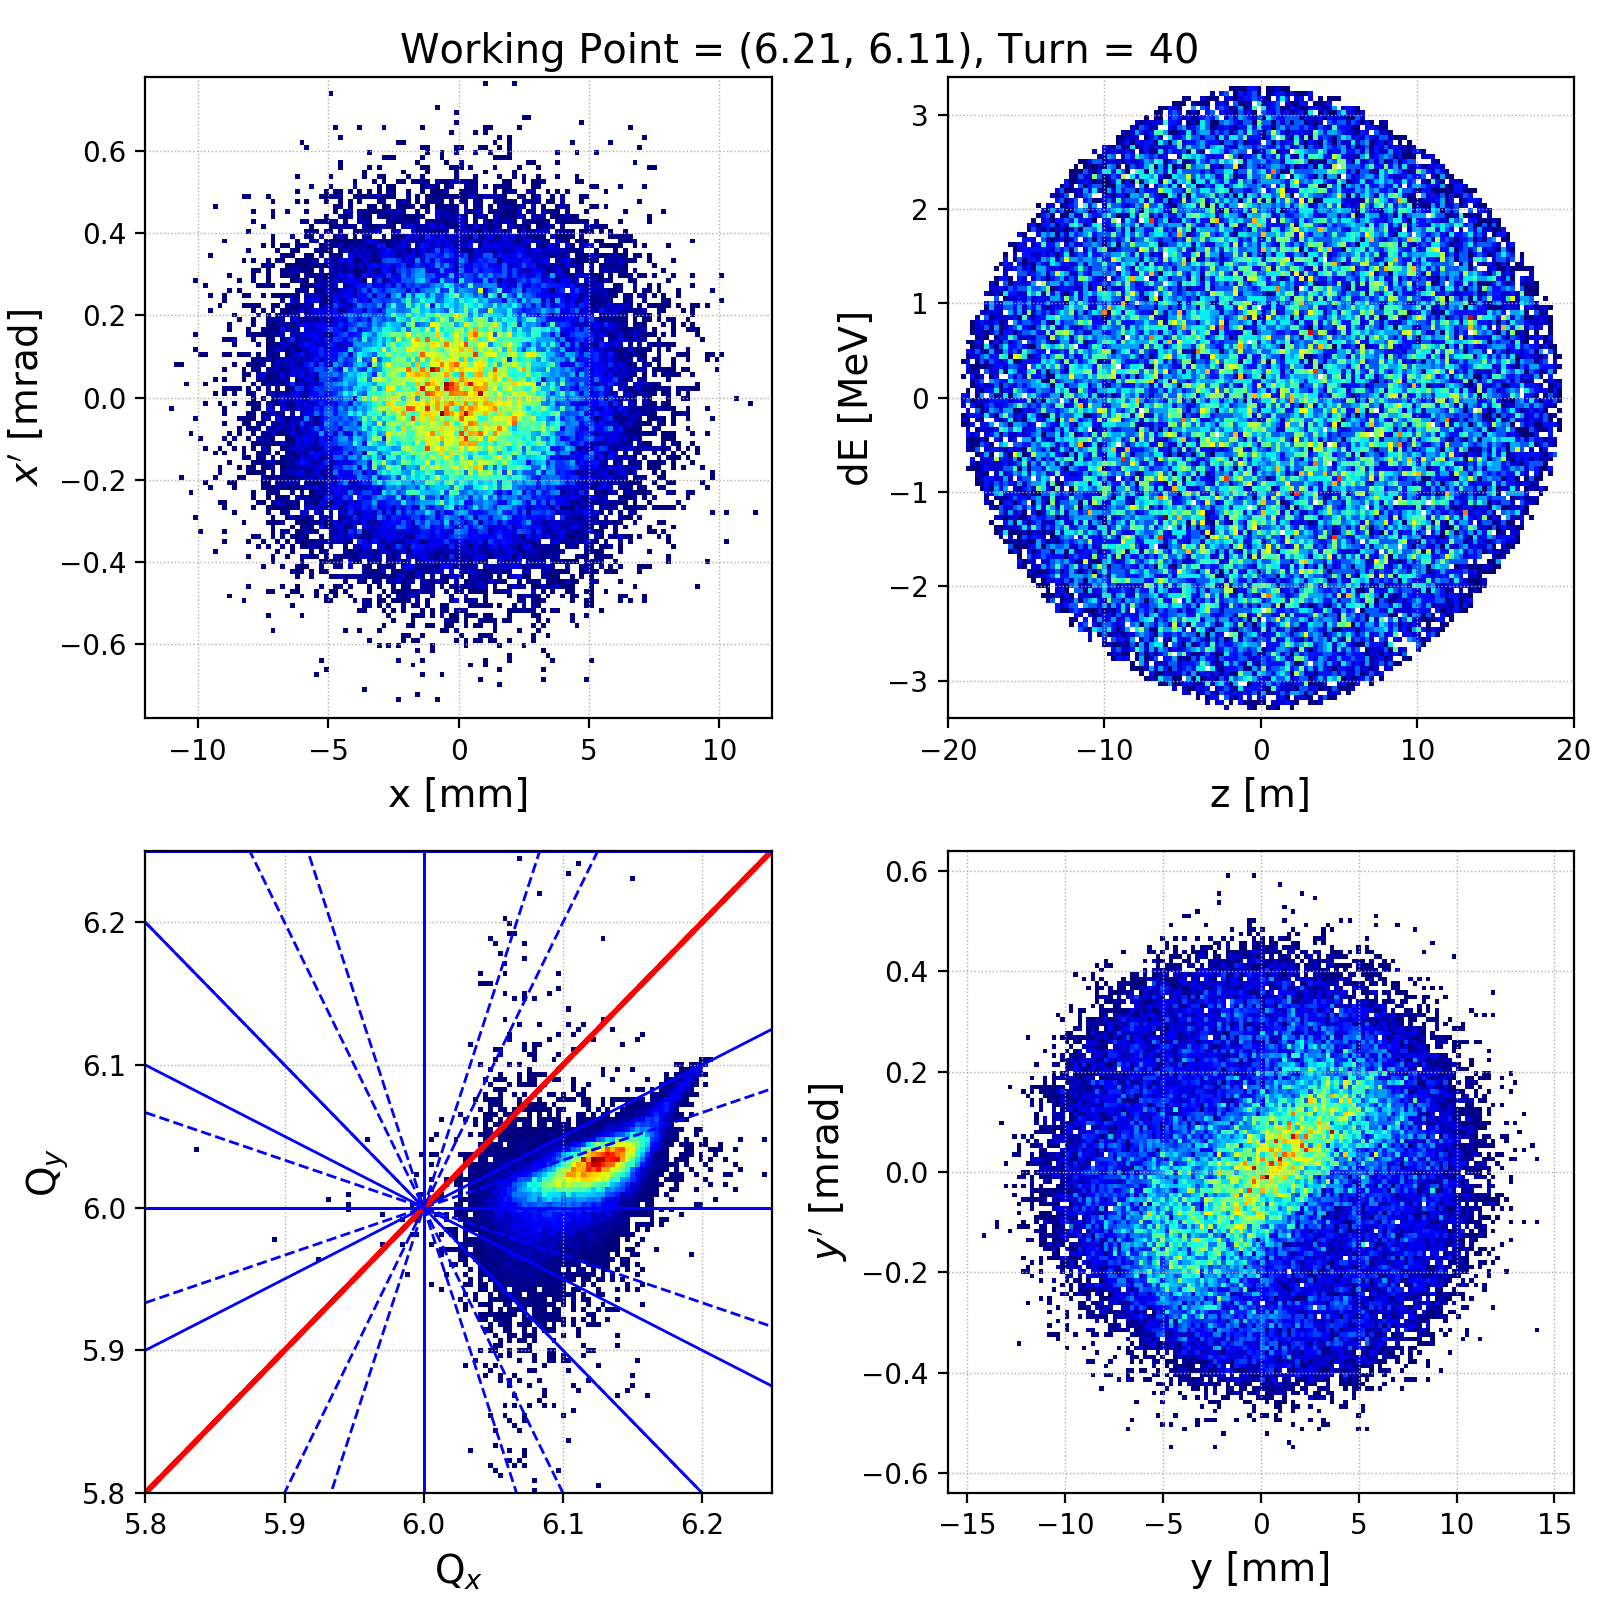 Working Point = (6.21, 6.11), Turn = 40
0.6
0.4
0.2
0.0
−0.2
−0.4
−0.6
x′ [mrad]
−10 −5 0 5 10
x [mm]
3
2
1
0
−1
−2
−3
dE [MeV]
−20 −10 0 10 20
z [m]
6.2
6.1
6.0
5.9
5.8
Qy
5.8 5.9 6.0 6.1 6.2
Qx
0.6
0.4
0.2
0.0
−0.2
−0.4
−0.6
y′ [mrad]
−15 −10 −5 0 5 10 15
y [mm]